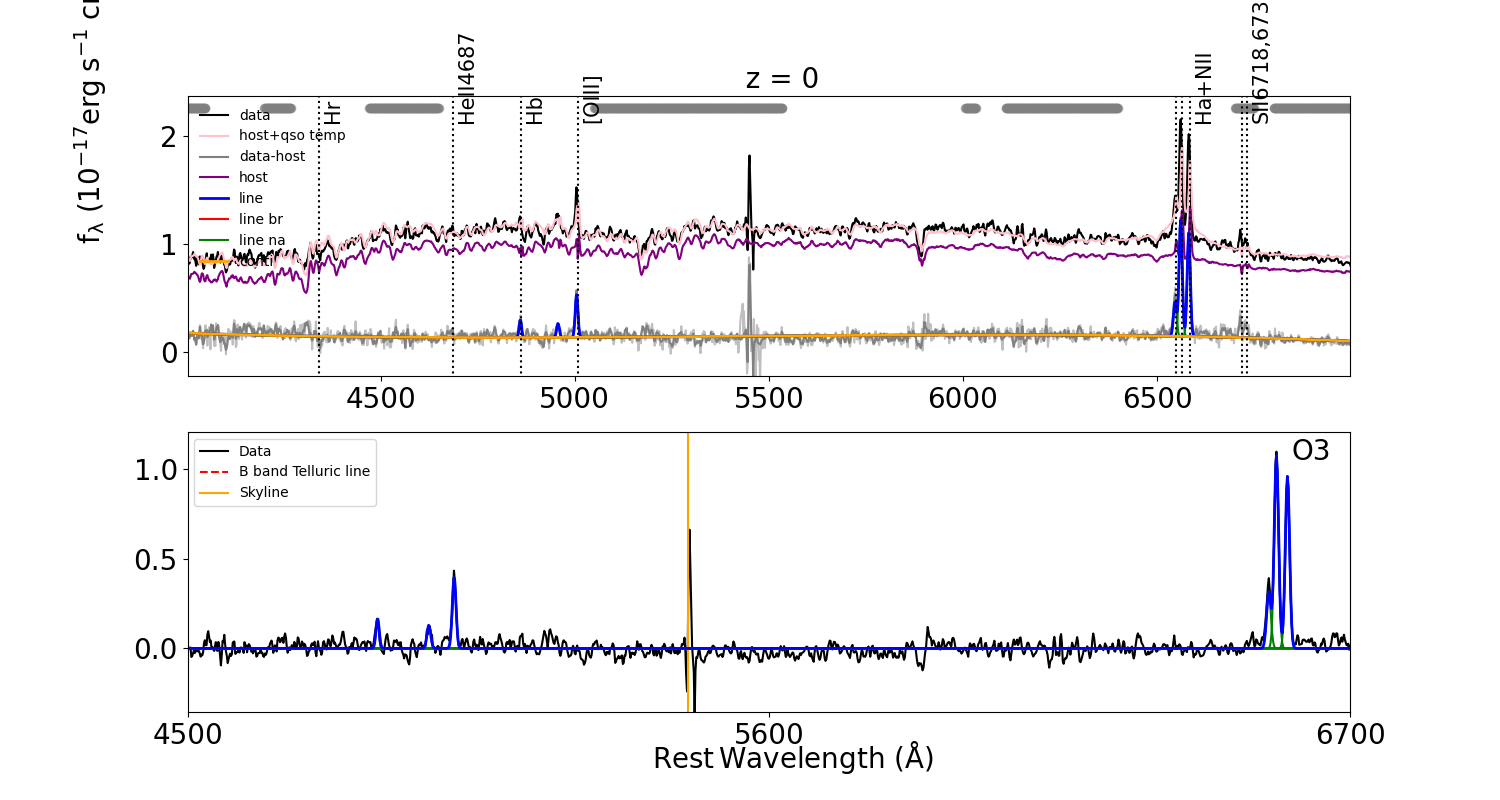 z = 0
Hr
HeII4687
Hb
[OIII]
Ha+NII
SII6718,673
f_λ (10⁻¹⁷erg s⁻¹
data
host+qso temp
data-host
host
line
line br
line na
conti
2
1
0
4500
5000
5500
6000
6500
Data
B band Telluric line
Skyline
O3
1.0
0.5
0.0
4500
5600
6700
Rest Wavelength (Å)